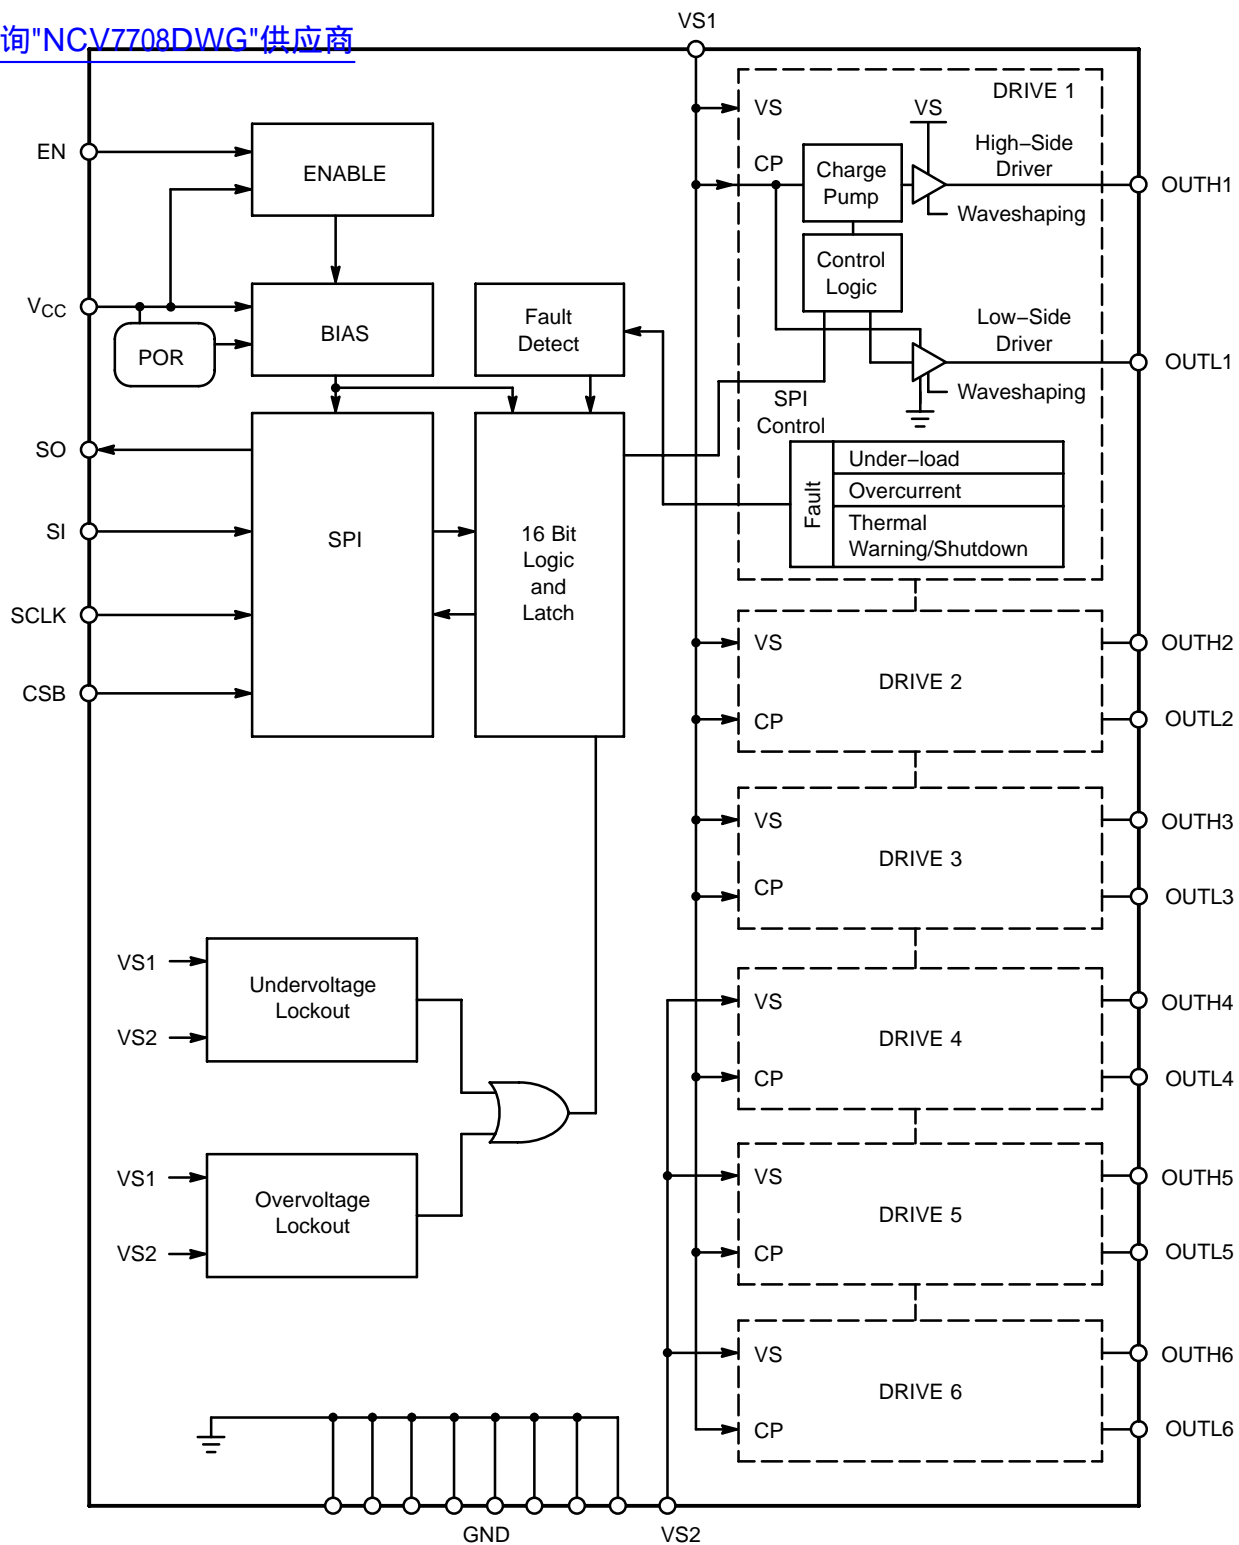 询"NCV7708DWG"供应商
VS1
DRIVE 1
VS
VS
EN
ENABLE
CP
Charge
Pump
High–Side
Driver
OUTH1
Waveshaping
Control
Logic
VCC
BIAS
POR
Fault
Detect
Low–Side
Driver
OUTL1
Waveshaping
SPI
Control
SO
SI
SCLK
CSB
SPI
16 Bit
Logic
and
Latch
Fault
Under–load
Overcurrent
Thermal
Warning/Shutdown
VS
OUTH2
DRIVE 2
CP
OUTL2
VS
OUTH3
DRIVE 3
CP
OUTL3
VS1
Undervoltage
Lockout
VS2
VS
OUTH4
DRIVE 4
CP
OUTL4
VS1
Overvoltage
Lockout
VS2
VS
OUTH5
DRIVE 5
CP
OUTL5
VS
OUTH6
DRIVE 6
CP
OUTL6
GND
VS2